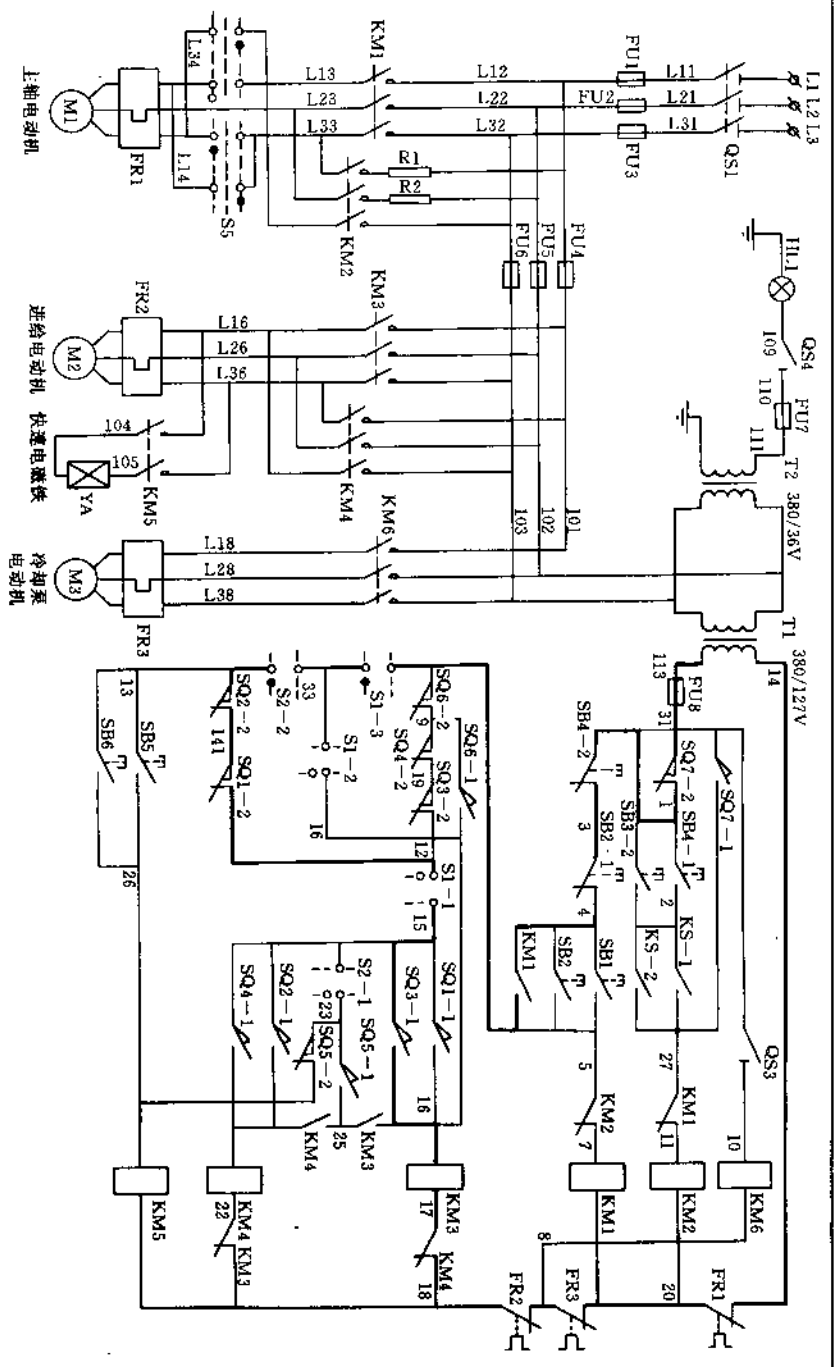 L1 L2 L3
QS1
L11
L21
L31
FU1
FU2
FU3
L12
L22
L32
KM1
L13
L23
L33
R1
R2
KM2
S5
L34
L14
FR1
M1
主轴电动机
HL1
109
QS4
110
FU7
111
T2
380/36V
FU4
FU5
FU6
KM3
L16
L26
L36
FR2
M2
进给电动机
KM4
KM5
104
105
YA
快速电磁铁
101
102
103
KM6
L18
L28
L38
FR3
M3
冷却泵
电动机
T1
380/127V
14
113
FU8
31
SQ7-2
SQ7-1
1
SB4-1
SB3-2
2
KS-1
KS-2
27
KM1
11
KM2
QS3
10
KM6
SB4-2
3
SB2-1
4
SB1
SB2
KM1
5
KM2
7
KM1
8
20
FR1
FR3
FR2
SQ6-2
SQ6-1
9
SQ4-2
19
SQ3-2
12
S1-3
S1-2
16
33
S2-2
S1-1
15
SQ1-1
SQ3-1
16
KM3
17
KM4
18
S2-1
23
SQ5-1
SQ5-2
25
KM3
KM4
SQ2-1
SQ4-1
KM4
22
KM3
SQ2-2
141
SQ1-2
13
SB5
SB6
26
KM5